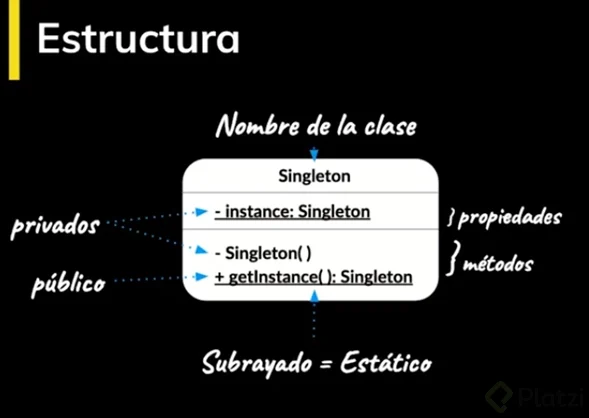 Estructura
Nombre de la clase
Singleton
- instance: Singleton
} propiedades
privados
- Singleton( )
} métodos
público
+ getInstance( ): Singleton
Subrayado = Estático
Platzi